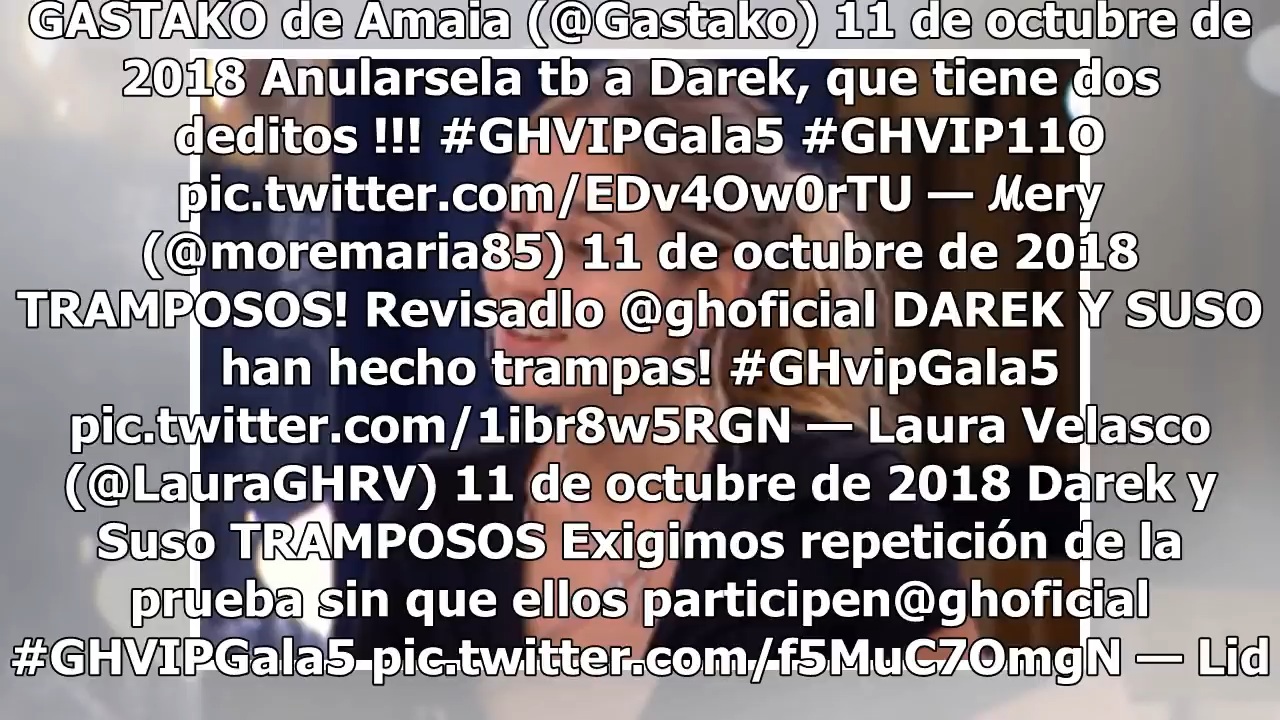 GASTAKO de Amaia (@Gastako) 11 de octubre de
2018 Anularsela tb a Darek, que tiene dos
deditos !!! #GHVIPGala5 #GHVIP11O
pic.twitter.com/EDv4Ow0rTU — ℳery
(@moremaria85) 11 de octubre de 2018
TRAMPOSOS! Revisadlo @ghoficial DAREK Y SUSO
han hecho trampas! #GHvipGala5
pic.twitter.com/1ibr8w5RGN — Laura Velasco
(@LauraGHRV) 11 de octubre de 2018 Darek y
Suso TRAMPOSOS Exigimos repetición de la
prueba sin que ellos participen@ghoficial
#GHVIPGala5 pic.twitter.com/f5MuC7OmgN — Lid